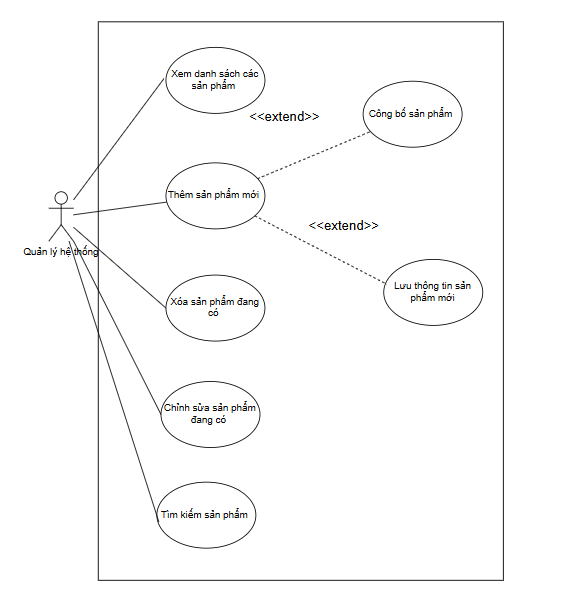 Xem danh sách các
sản phẩm
<<extend>>
Công bố sản phẩm
Thêm sản phẩm mới
<<extend>>
Quản lý hệ thống
Lưu thông tin sản
phẩm mới
Xóa sản phẩm đang
có
Chỉnh sửa sản phẩm
đang có
Tìm kiếm sản phẩm